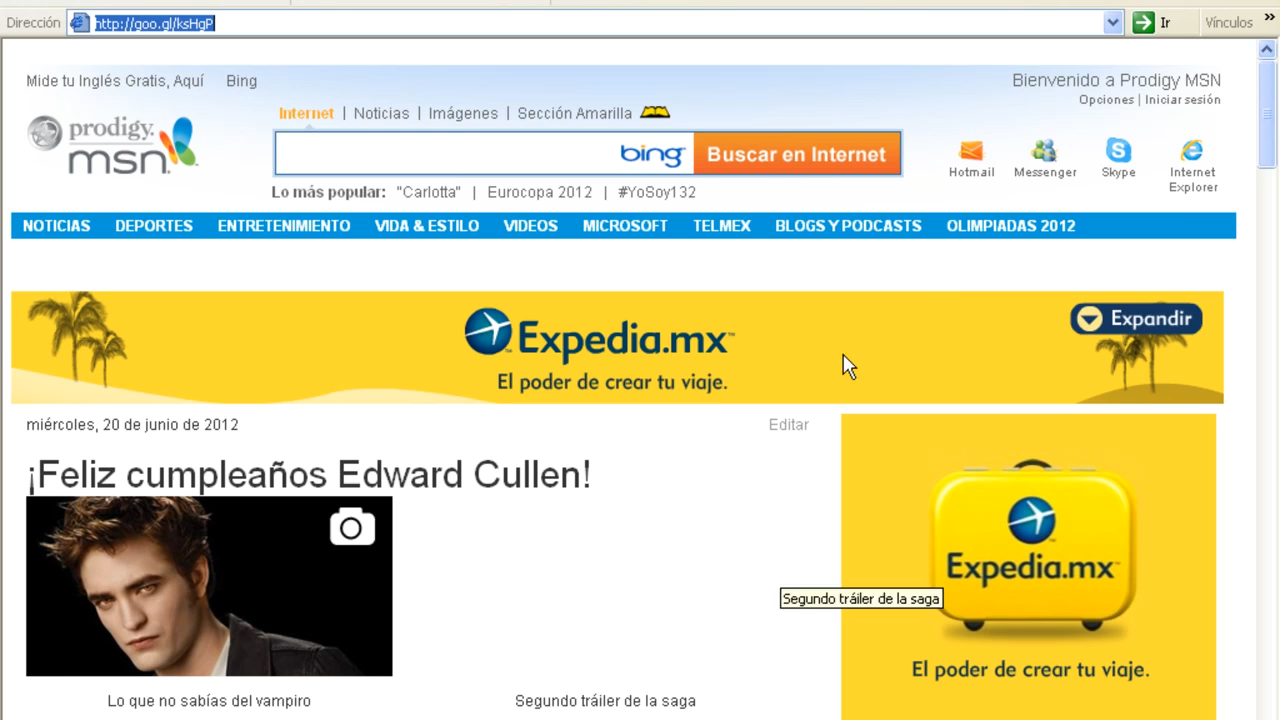 Dirección http://goo.gl/ksHgP Ir Vínculos »
Mide tu Inglés Gratis, Aquí Bing Bienvenido a Prodigy MSN
Opciones | Iniciar sesión
Internet | Noticias | Imágenes | Sección Amarilla
prodigy.
msn.
bing Buscar en Internet
Hotmail Messenger Skype Internet Explorer
Lo más popular: "Carlotta" | Eurocopa 2012 | #YoSoy132
NOTICIAS DEPORTES ENTRETENIMIENTO VIDA & ESTILO VIDEOS MICROSOFT TELMEX BLOGS Y PODCASTS OLIMPIADAS 2012
Expandir
Expedia.mx™
El poder de crear tu viaje.
miércoles, 20 de junio de 2012 Editar
¡Feliz cumpleaños Edward Cullen!
Expedia.mx™
Segundo tráiler de la saga
El poder de crear tu viaje.
Lo que no sabías del vampiro Segundo tráiler de la saga